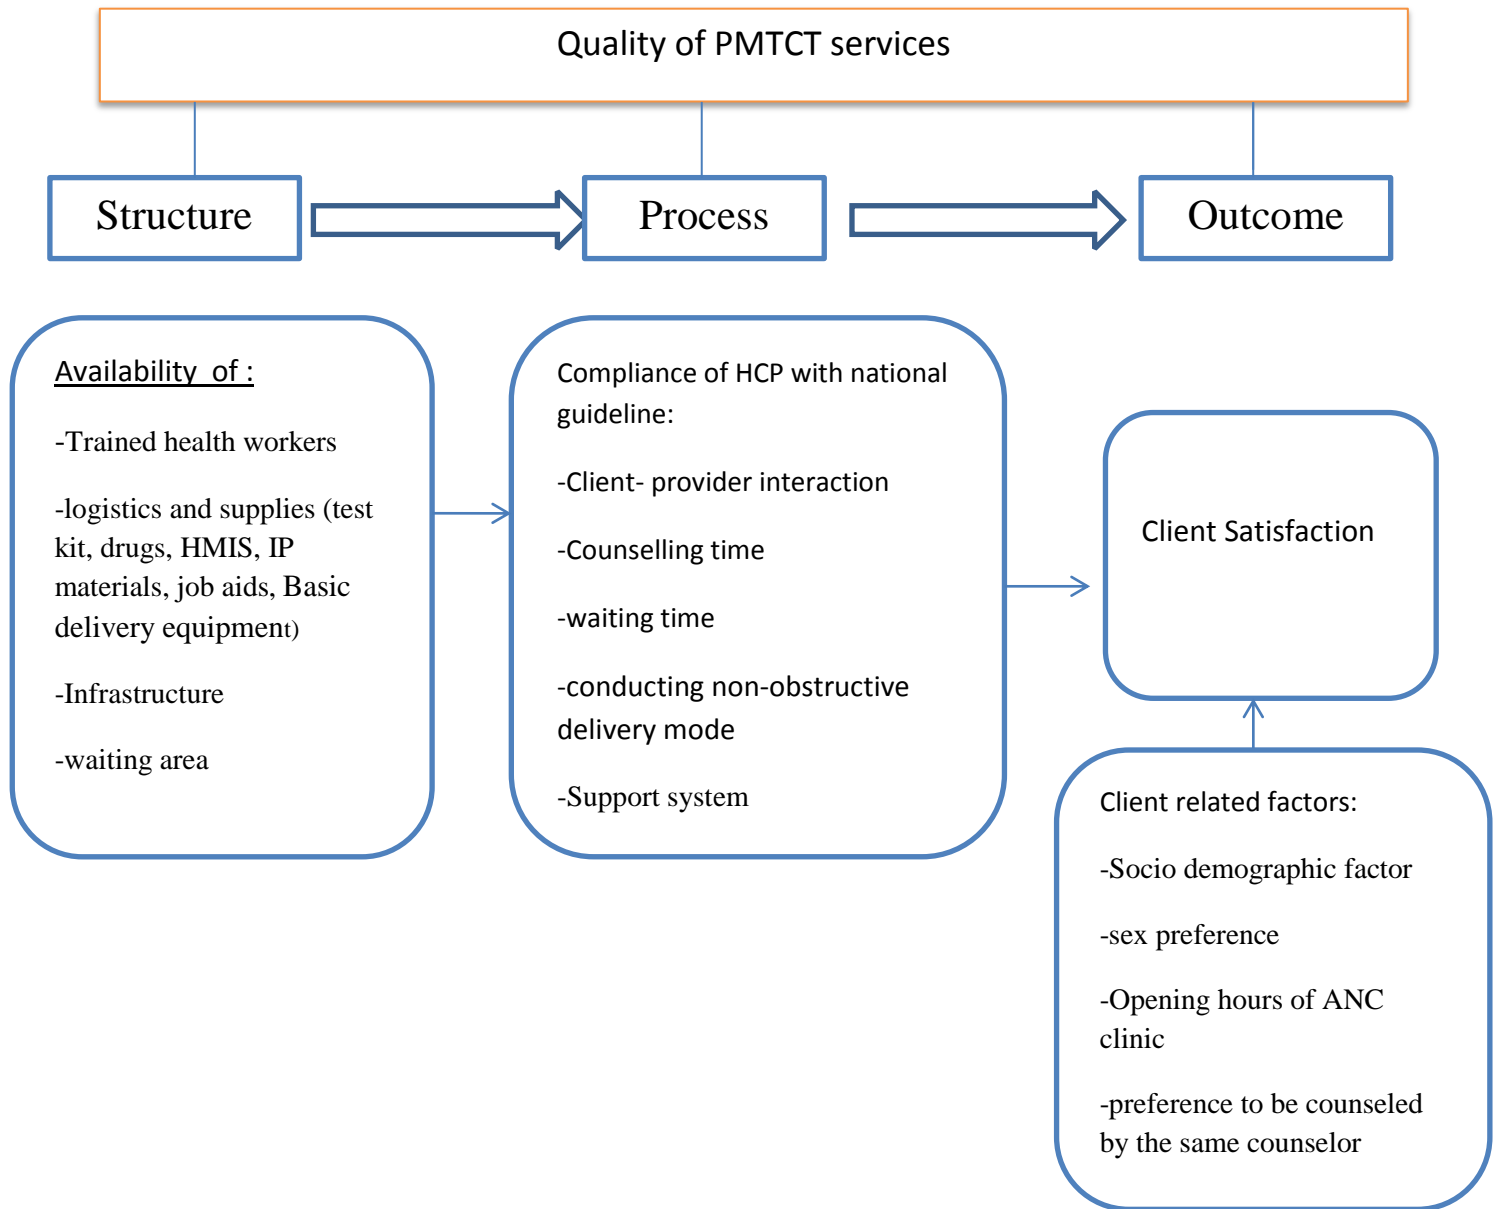 Quality of PMTCT services
Structure
Process
Outcome
Availability  of :
-Trained health workers
-logistics and supplies (test
kit, drugs, HMIS, IP
materials, job aids, Basic
delivery equipment)
-Infrastructure
-waiting area
Compliance of HCP with national
guideline:
-Client- provider interaction
-Counselling time
-waiting time
-conducting non-obstructive
delivery mode
-Support system
Client Satisfaction
Client related factors:
-Socio demographic factor
-sex preference
-Opening hours of ANC
clinic
-preference to be counseled
by the same counselor